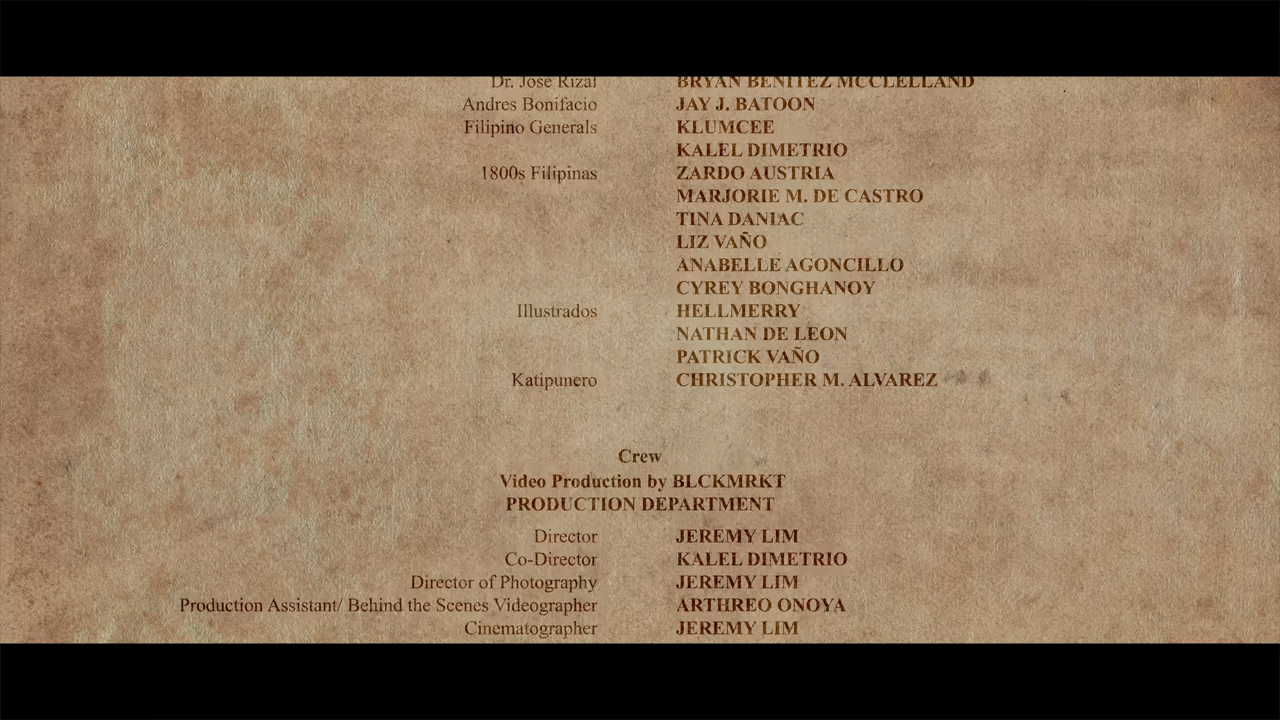 Dr. Jose Rizal BRYAN BENITEZ MCCLELLAND
Andres Bonifacio JAY J. BATOON
Filipino Generals KLUMCEE
KALEL DIMETRIO
1800s Filipinas ZARDO AUSTRIA
MARJORIE M. DE CASTRO
TINA DANIAC
LIZ VAÑO
ANABELLE AGONCILLO
CYREY BONGHANOY
Illustrados HELLMERRY
NATHAN DE LEON
PATRICK VAÑO
Katipunero CHRISTOPHER M. ALVAREZ
Crew
Video Production by BLCKMRKT
PRODUCTION DEPARTMENT
Director JEREMY LIM
Co-Director KALEL DIMETRIO
Director of Photography JEREMY LIM
Production Assistant/ Behind the Scenes Videographer ARTHREO ONOYA
Cinematographer JEREMY LIM